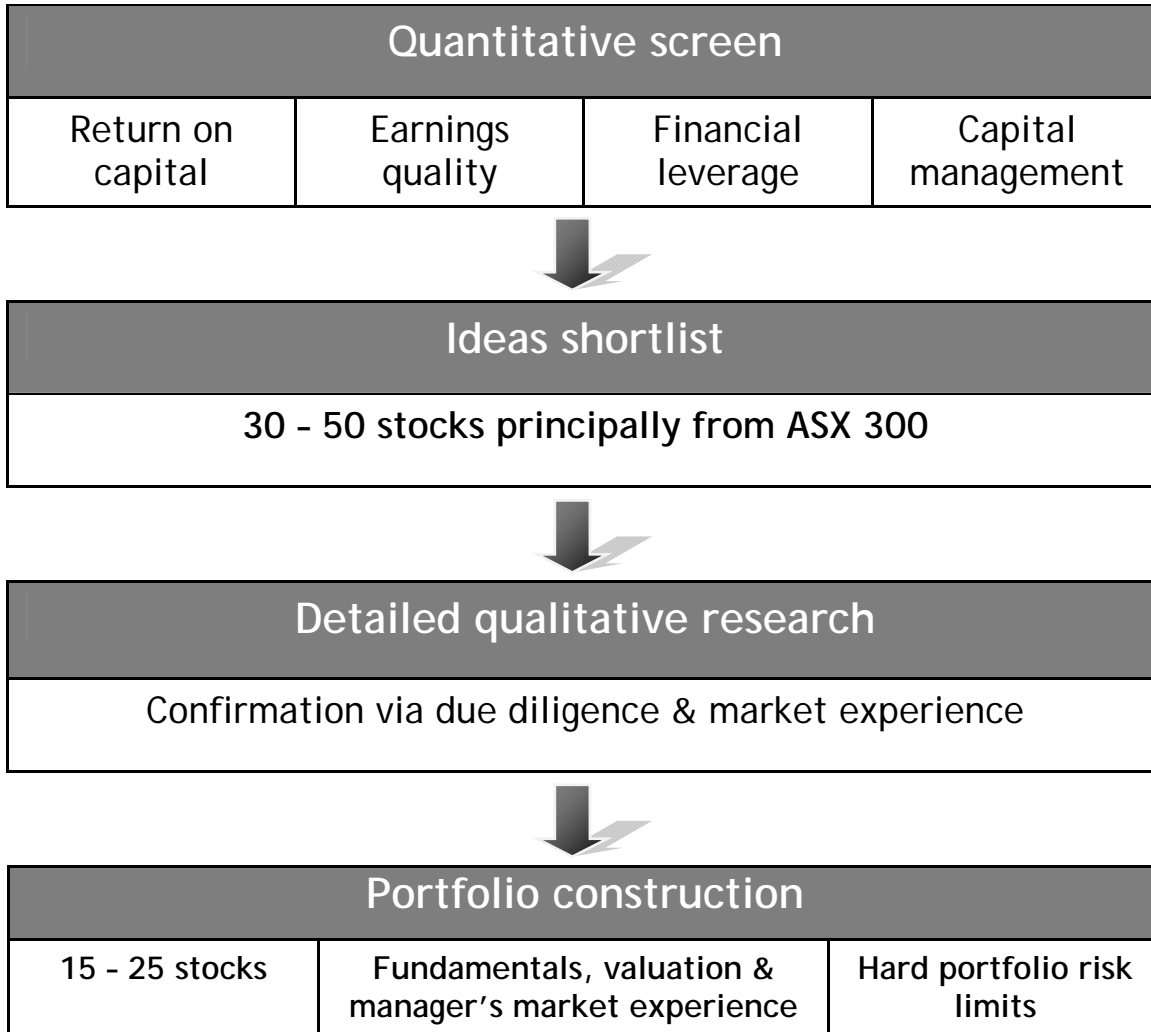 Quantitative screen
Return on
capital
Earnings
quality
Financial
leverage
Capital
management
Ideas shortlist
30 - 50 stocks principally from ASX 300
Detailed qualitative research
Confirmation via due diligence & market experience
Portfolio construction
15 - 25 stocks
Fundamentals, valuation &
manager’s market experience
Hard portfolio risk
limits